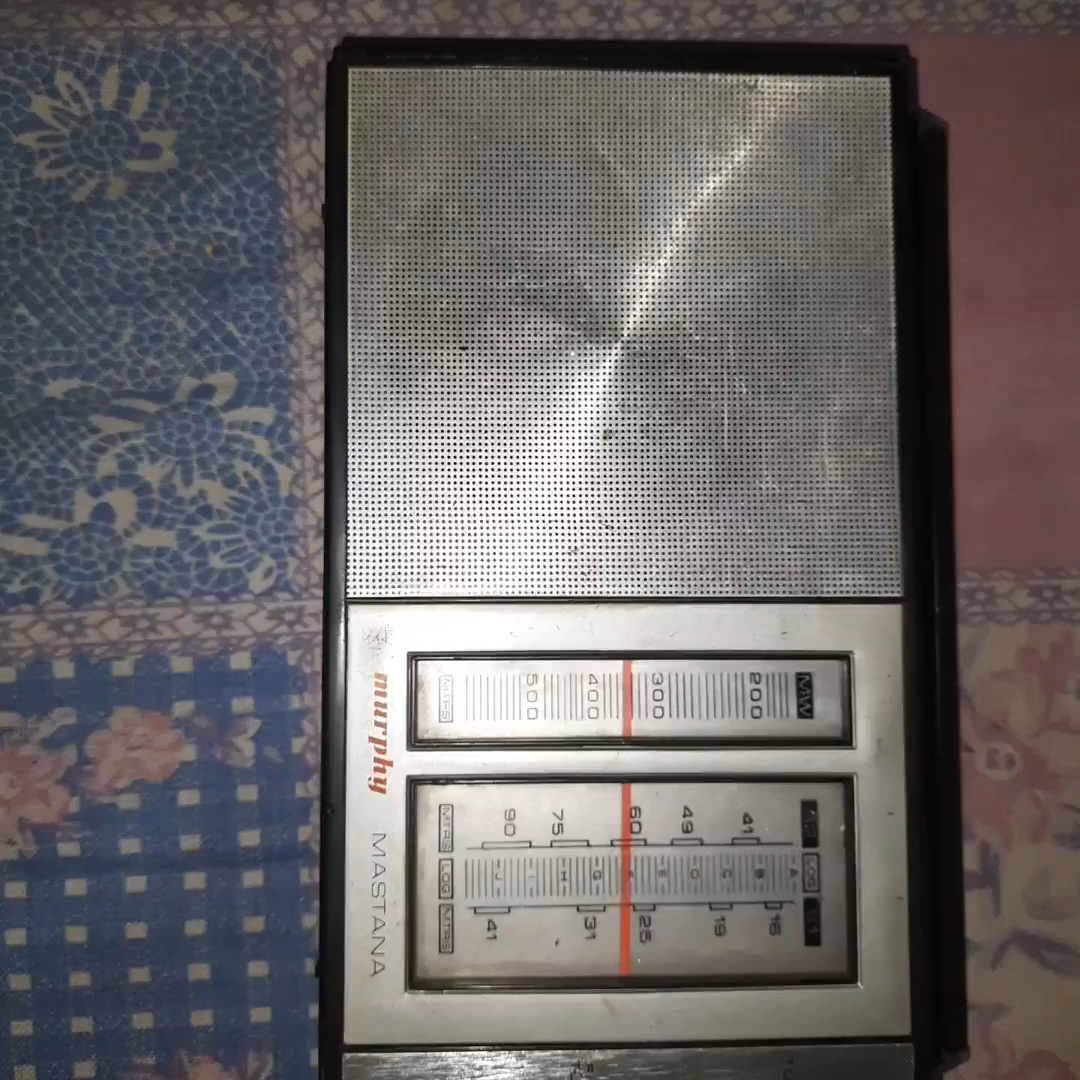 MW
200
300
400
500
MTRS
LOG
A
41 B 16
C 19
49 D
E
60 25
G 31
75 H
90 J 41
MTRS LOG MTRS
murphy MASTANA